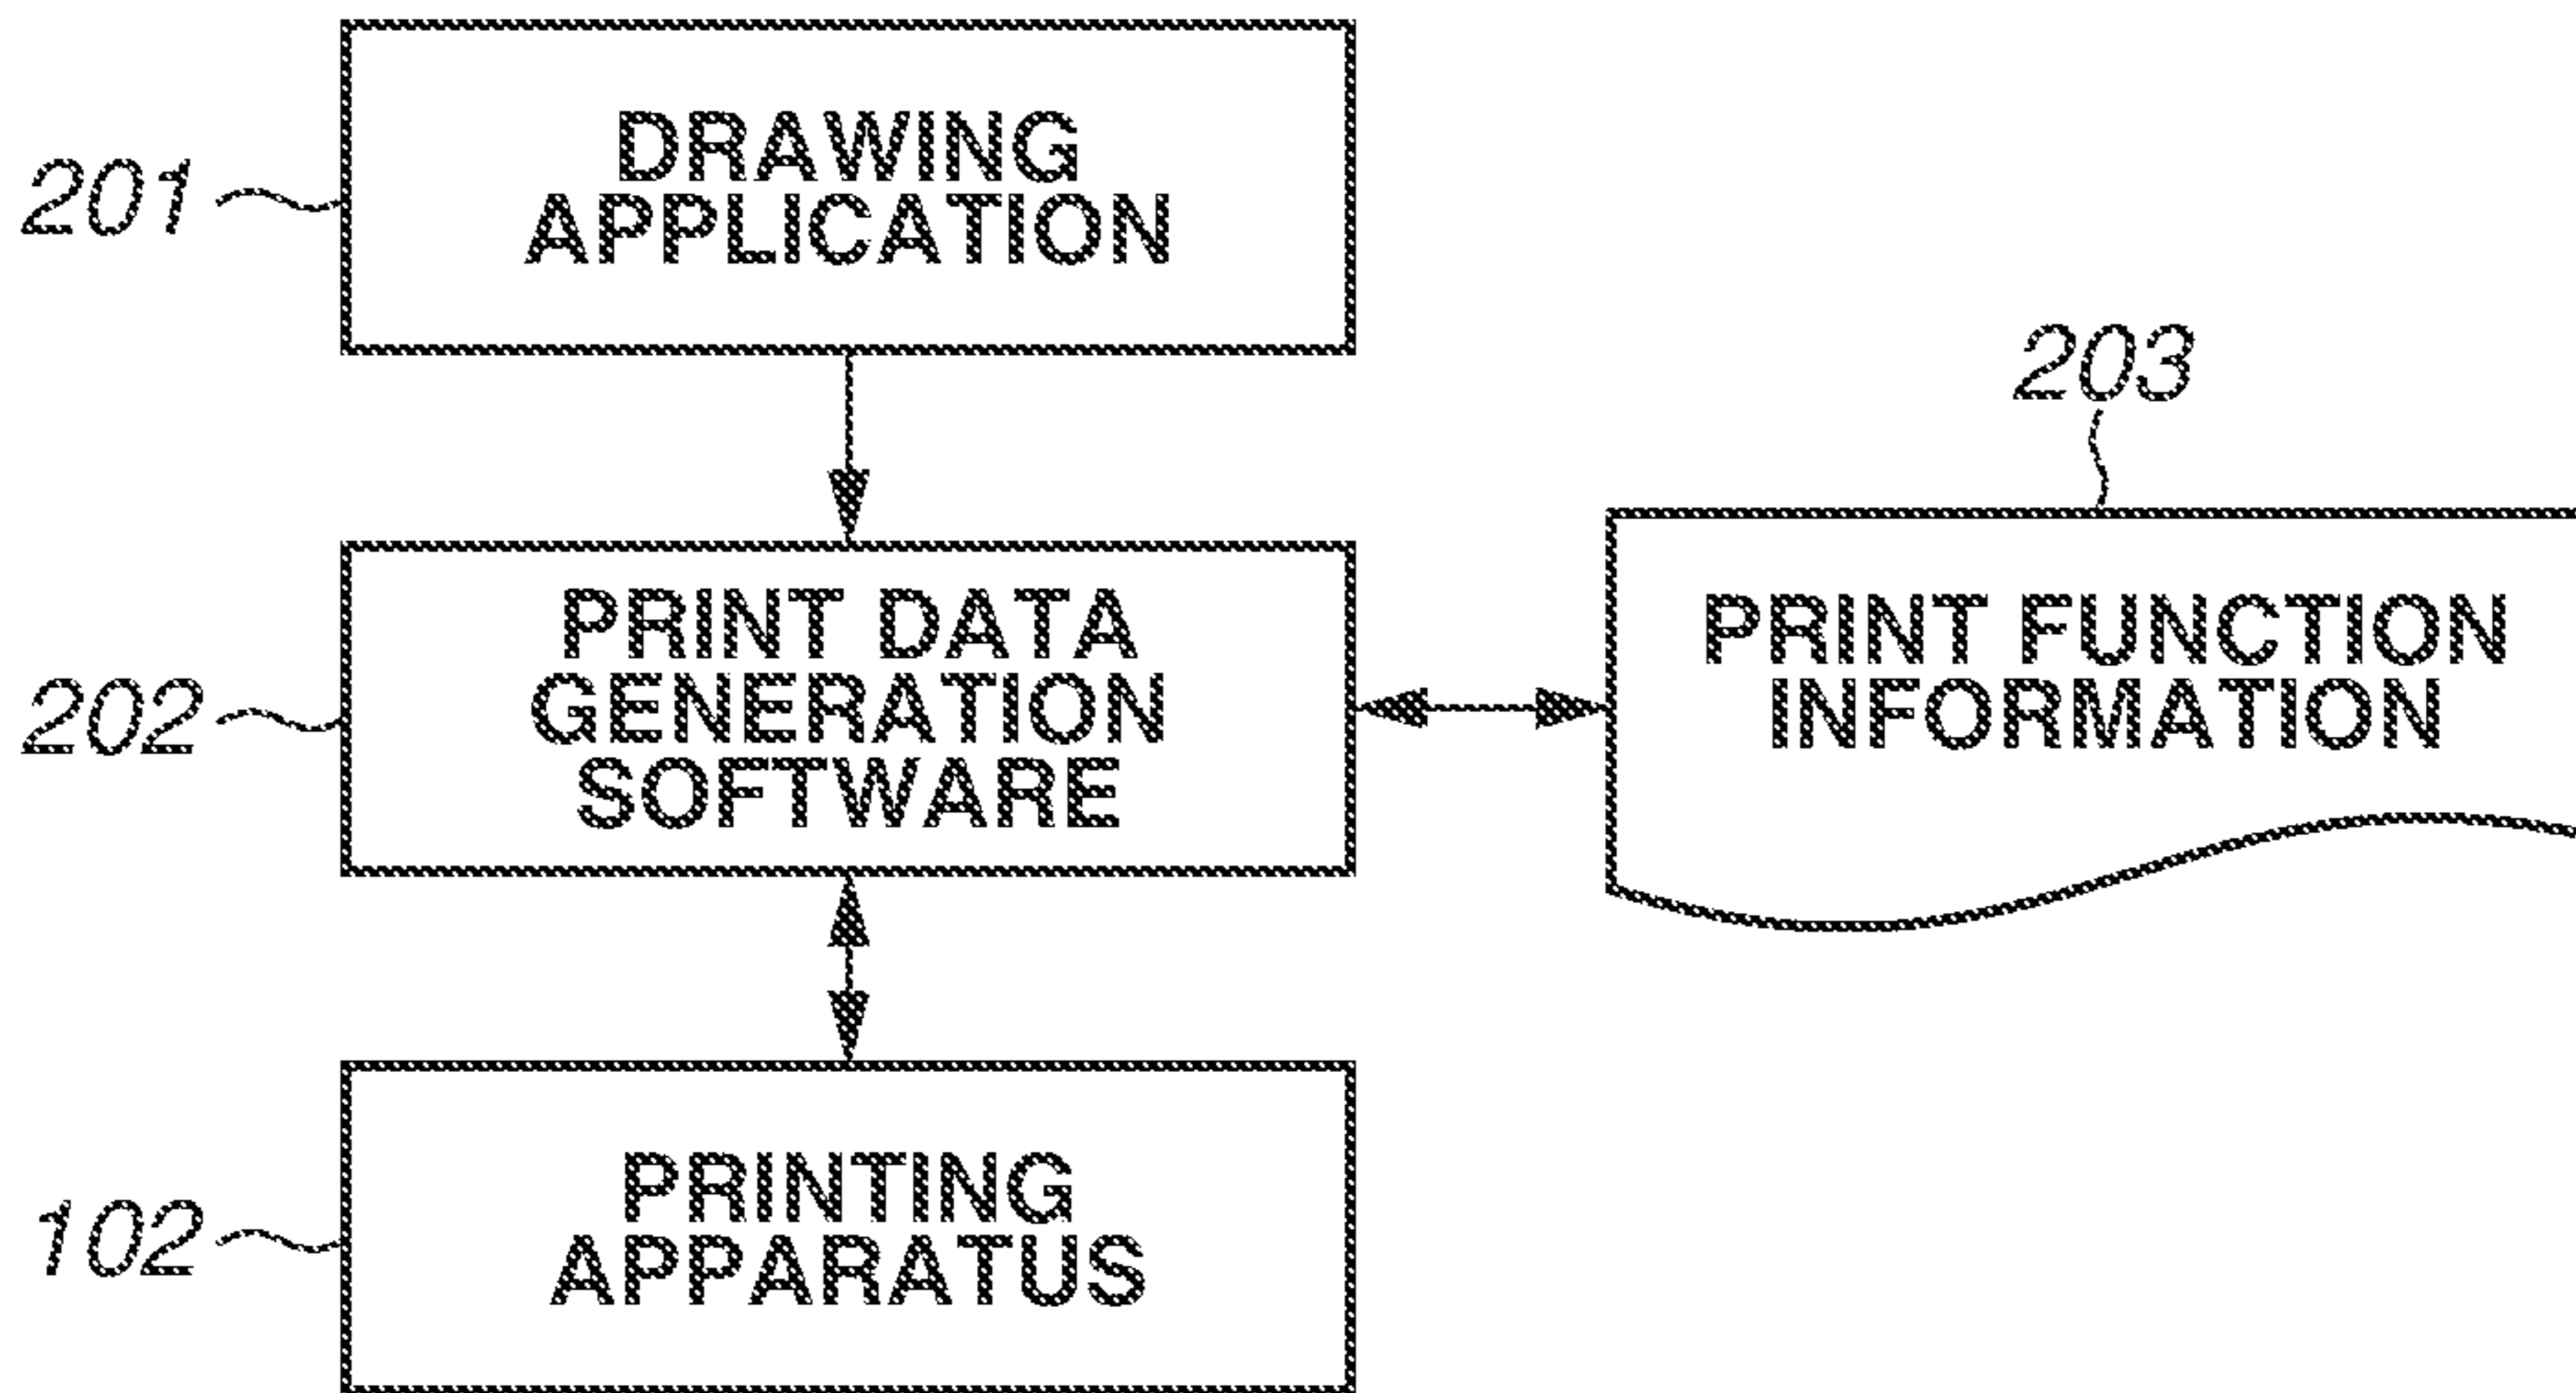 201
DRAWING
APPLICATION
203
202
PRINT DATA
GENERATION
SOFTWARE
PRINT FUNCTION
INFORMATION
102
PRINTING
APPARATUS